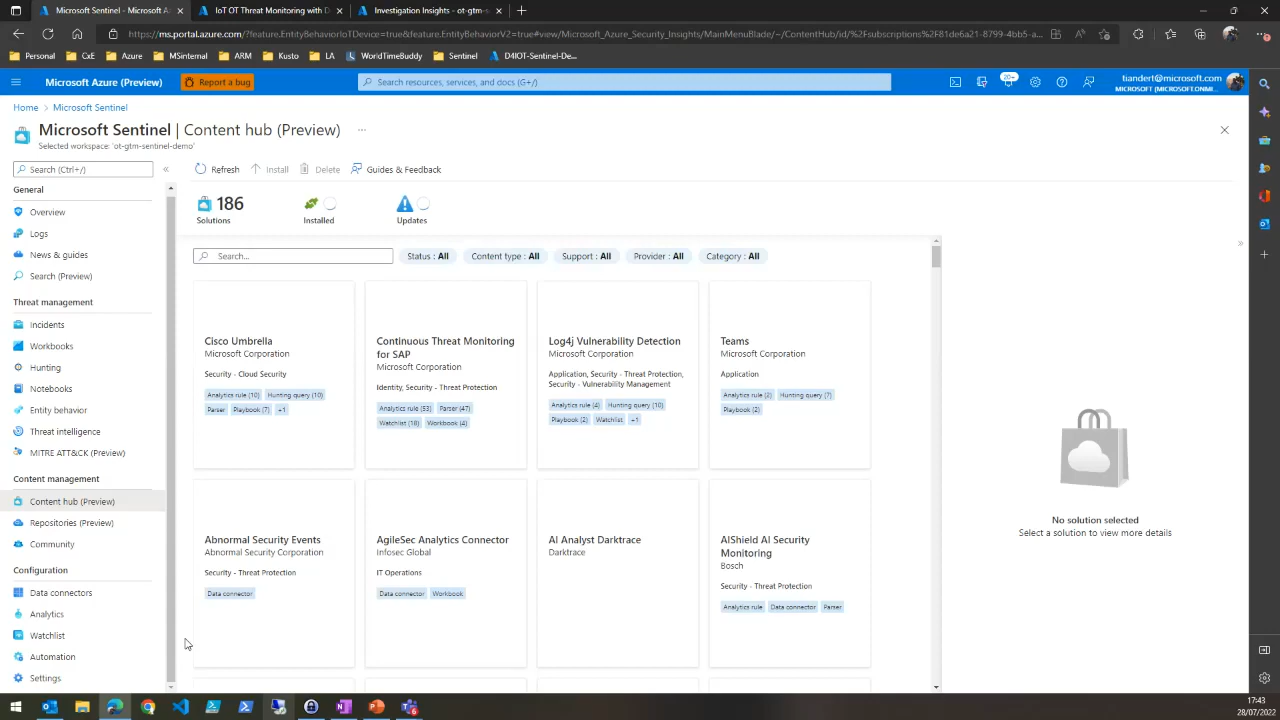 Microsoft Sentinel - Microsoft A:
IoT OT Threat Monitoring with D
Investigation Insights - ot-gtm-s
https://ms.portal.azure.com/?feature.EntityBehaviorIoTDevice=true&feature.EntityBehaviorV2=true#view/Microsoft_Azure_Security_Insights/MainMenuBlade/~/ContentHub/id/%2Fsubscriptions%2F81de6a21-8799-4bb5-a...
Personal
CxE
Azure
MSinternal
ARM
Kusto
LA
WorldTimeBuddy
Sentinel
D4IOT-Sentinel-De...
Microsoft Azure (Preview)
Report a bug
Search resources, services, and docs (G+/)
20+
tiandert@microsoft.com
MICROSOFT (MICROSOFT.ONMI...
Home > Microsoft Sentinel
Microsoft Sentinel | Content hub (Preview) ...
Selected workspace: 'ot-gtm-sentinel-demo'
Search (Ctrl+/)
«
Refresh
Install
Delete
Guides & Feedback
General
Overview
Logs
News & guides
Search (Preview)
Threat management
Incidents
Workbooks
Hunting
Notebooks
Entity behavior
Threat intelligence
MITRE ATT&CK (Preview)
Content management
Content hub (Preview)
Repositories (Preview)
Community
Configuration
Data connectors
Analytics
Watchlist
Automation
Settings
186
Solutions
Installed
Updates
Search...
Status : All
Content type : All
Support : All
Provider : All
Category : All
»
Cisco Umbrella
Microsoft Corporation
Security - Cloud Security
Analytics rule (10)
Hunting query (10)
Parser
Playbook (7)
+1
Continuous Threat Monitoring
for SAP
Microsoft Corporation
Identity, Security - Threat Protection
Analytics rule (53)
Parser (47)
Watchlist (18)
Workbook (4)
Log4j Vulnerability Detection
Microsoft Corporation
Application, Security - Threat Protection,
Security - Vulnerability Management
Analytics rule (4)
Hunting query (10)
Playbook (2)
Watchlist
+1
Teams
Microsoft Corporation
Application
Analytics rule (2)
Hunting query (7)
Playbook (2)
Abnormal Security Events
Abnormal Security Corporation
Security - Threat Protection
Data connector
AgileSec Analytics Connector
Infosec Global
IT Operations
Data connector
Workbook
AI Analyst Darktrace
Darktrace
AIShield AI Security
Monitoring
Bosch
Security - Threat Protection
Analytics rule
Data connector
Parser
No solution selected
Select a solution to view more details
17:43
28/07/2022